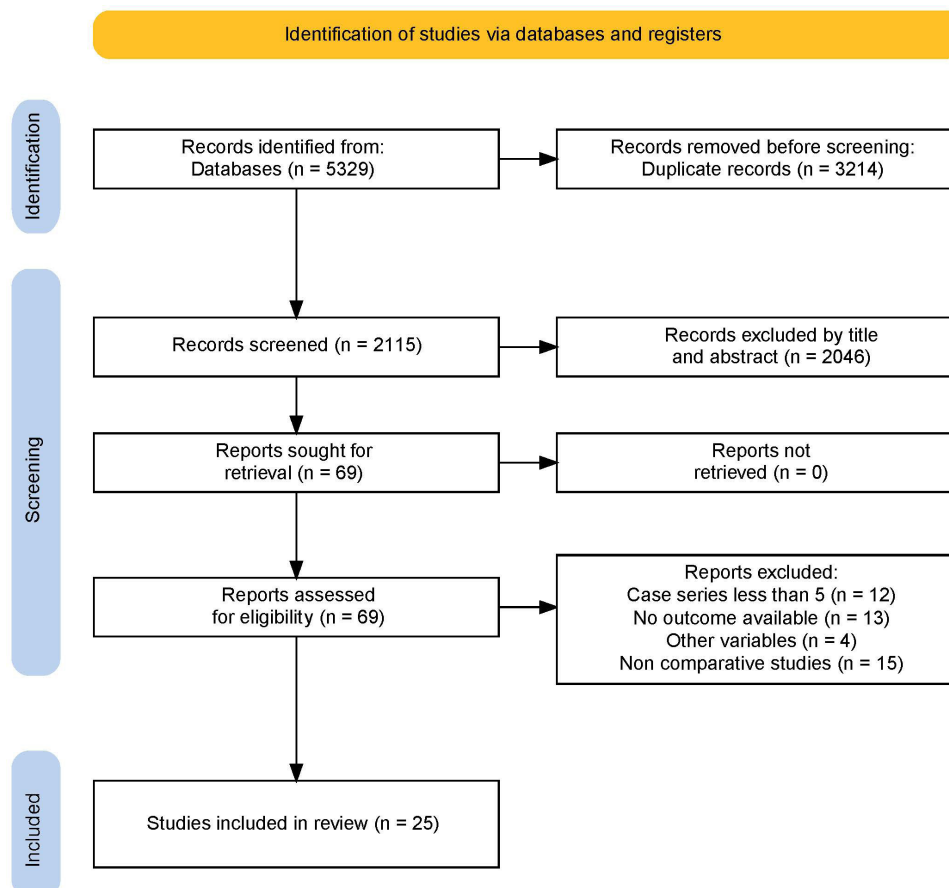 Identification of studies via databases and registers
Identification
Records identified from:
Databases (n = 5329)
Records removed before screening:
Duplicate records (n = 3214)
Screening
Records screened (n = 2115)
Records excluded by title
and abstract (n = 2046)
Reports sought for
retrieval (n = 69)
Reports not
retrieved (n = 0)
Reports assessed
for eligibility (n = 69)
Reports excluded:
Case series less than 5 (n = 12)
No outcome available (n = 13)
Other variables (n = 4)
Non comparative studies (n = 15)
Included
Studies included in review (n = 25)